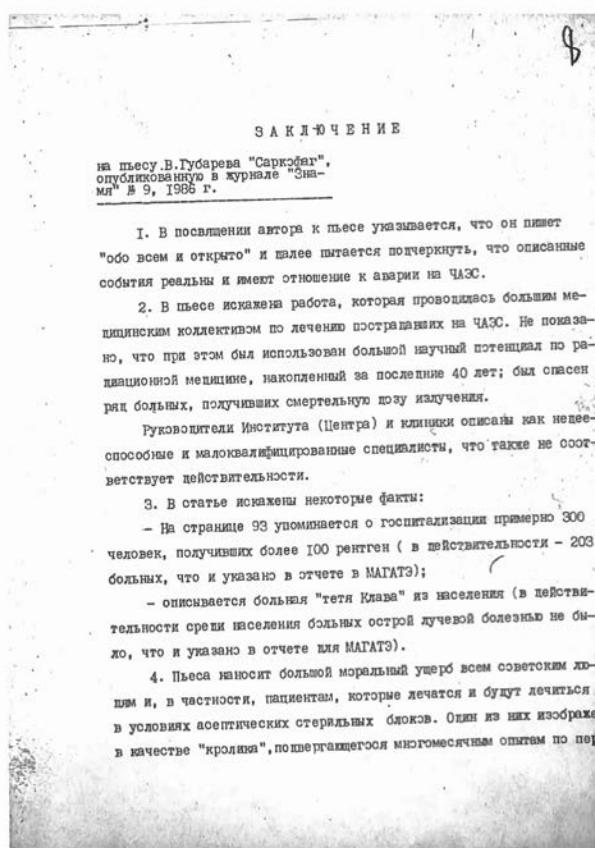 8
ЗАКЛЮЧЕНИЕ
на пьесу.В.Губарева "Саркофаг",
опубликованную в журнале "Зна-
мя" № 9, 1986 г.
I. В посвящении автора к пьесе указывается, что он пишет
"обо всем и открыто" и далее пытается подчеркнуть, что описанные
события реальны и имеют отношение к аварии на ЧАЭС.
2. В пьесе искажена работа, которая проводилась большим ме-
дицинским коллективом по лечению пострадавших на ЧАЭС. Не показа-
но, что при этом был использован большой научный потенциал по ра-
диационной медицине, накопленный за последние 40 лет; был спасен
ряд больных, получивших смертельную дозу излучения.
Руководители Института (Центра) и клиники описаны как недее-
способные и малоквалифицированные специалисты, что также не соот-
ветствует действительности.
3. В статье искажены некоторые факты:
- На странице 93 упоминается о госпитализации примерно 300
человек, получивших более I00 рентген ( в действительности - 203
больных, что и указано в отчете в МАГАТЭ);
- описывается больная "тетя Клава" из населения (в действи-
тельности среди населения больных острой лучевой болезнью не бы-
ло, что и указано в отчете для МАГАТЭ).
4. Пьеса наносит большой моральный ущерб всем советским лю-
дям и, в частности, пациентам, которые лечатся и будут лечиться
в условиях асептических стерильных блоков. Один из них изображе
в качестве "кролика",подвергающегося многомесячным опытам по пер